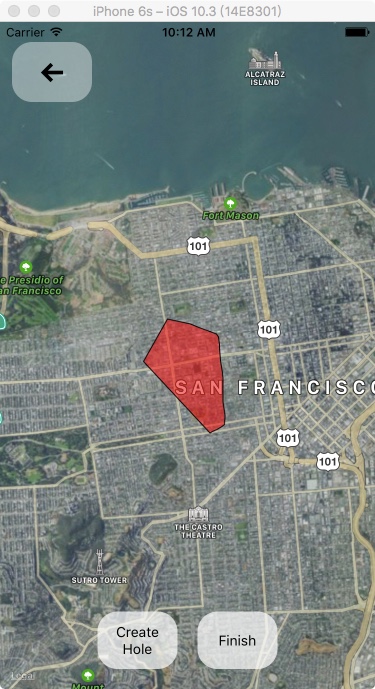 iPhone 6s – iOS 10.3 (14E8301)
Carrier 10:12 AM
ALCATRAZ
ISLAND
Fort Mason
101
e Presidio of
an Francisco
101
SAN FRANCISCO
101
101
THE CASTRO
THEATRE
SUTRO TOWER
Create
Hole
Finish
Legal
Mount